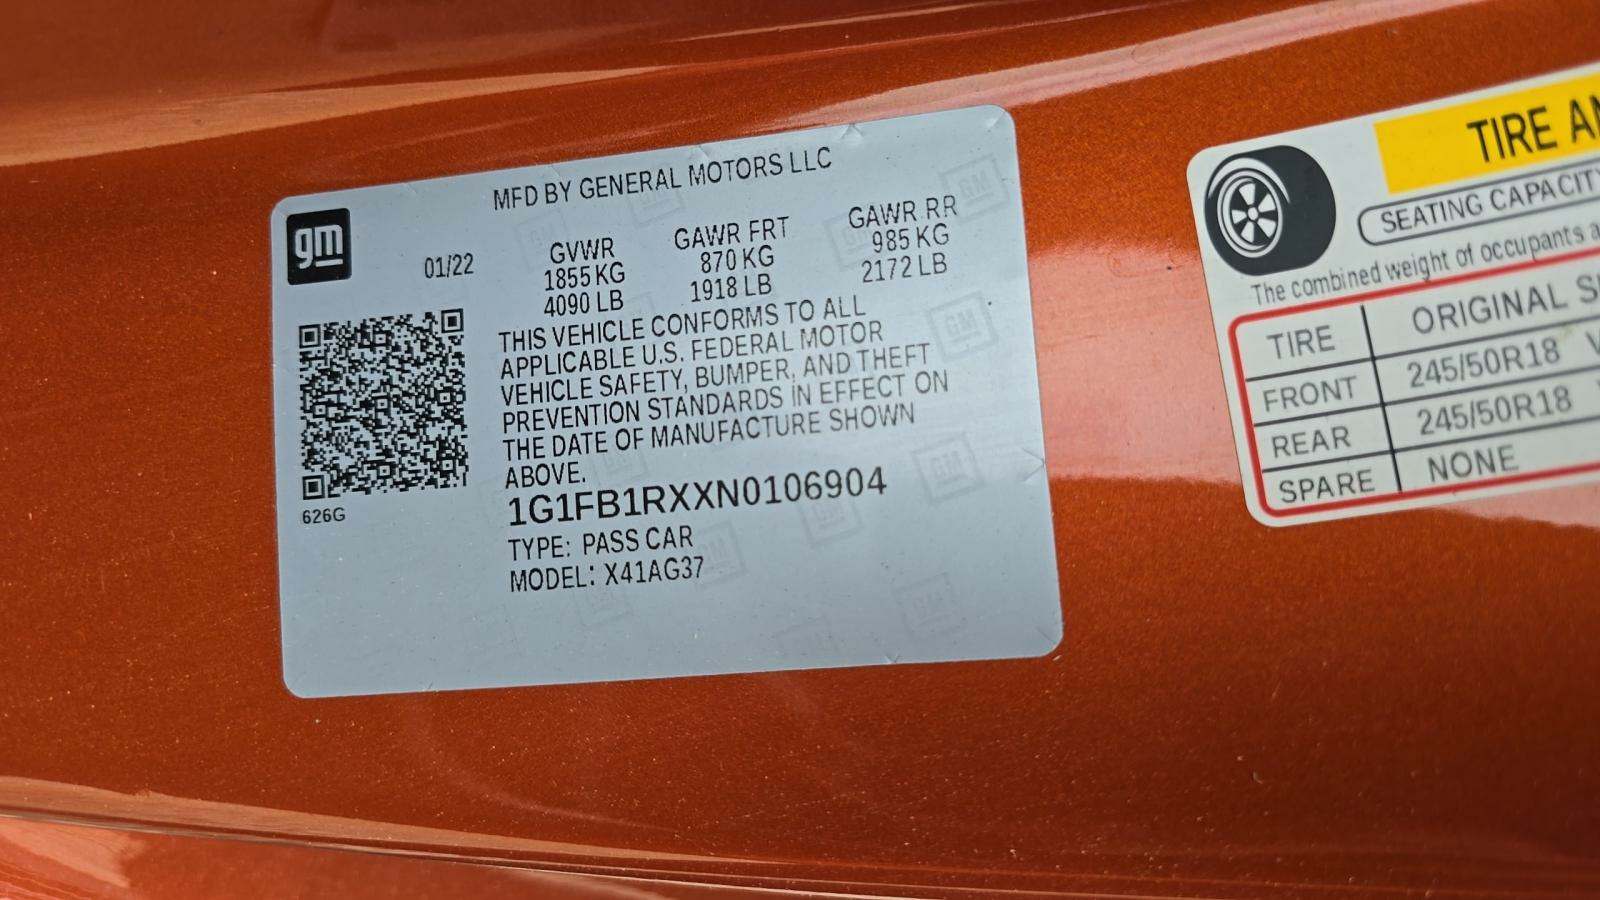 MFD BY GENERAL MOTORS LLC
gm
01/22
GVWR GAWR FRT GAWR RR
1855 KG 870 KG 985 KG
4090 LB 1918 LB 2172 LB
THIS VEHICLE CONFORMS TO ALL
APPLICABLE U.S. FEDERAL MOTOR
VEHICLE SAFETY, BUMPER, AND THEFT
PREVENTION STANDARDS IN EFFECT ON
THE DATE OF MANUFACTURE SHOWN
ABOVE.
1G1FB1RXXN0106904
626G
TYPE: PASS CAR
MODEL: X41AG37
TIRE
SEATING CAPACITY
The combined weight of occupants
TIRE ORIGINAL
FRONT 245/50R18
REAR 245/50R18
SPARE NONE